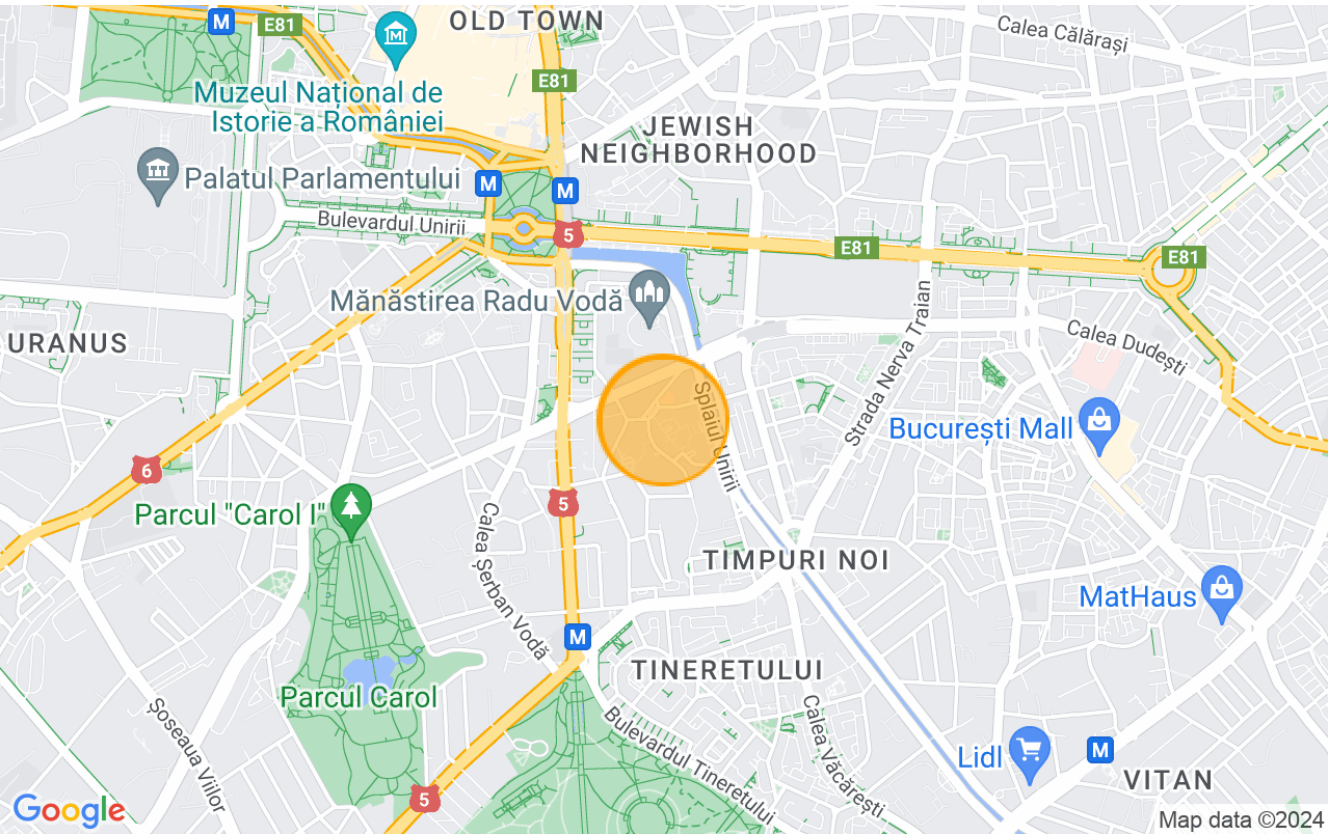 OLD TOWN
M
E81
Calea Călărași
E81
Muzeul Național de
Istorie a României
JEWISH
NEIGHBORHOOD
Palatul Parlamentului
M
M
Bulevardul Unirii
5
E81
E81
Mănăstirea Radu Vodă
Strada Nerva Traian
URANUS
Calea Dudești
Splaiul Unirii
București Mall
6
5
Parcul "Carol I"
Calea Șerban Vodă
TIMPURI NOI
MatHaus
M
TINERETULUI
Parcul Carol
Șoseaua Viilor
Bulevardul Tineretului
Calea Văcărești
Lidl
M
VITAN
5
Google
Map data ©2024